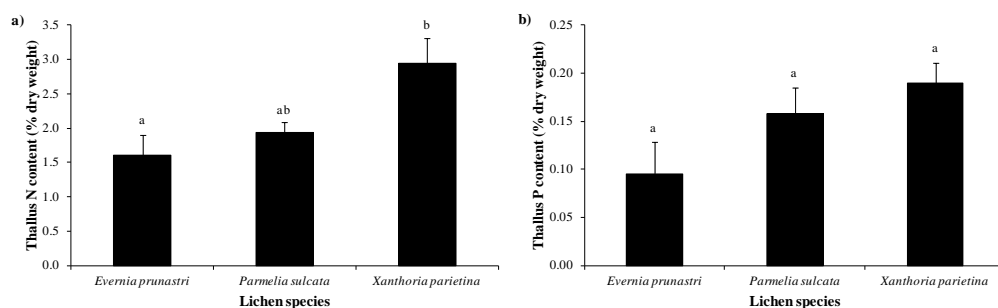 a)
Thallus N content (% dry weight)
3.5
3.0
2.5
2.0
1.5
1.0
0.5
0.0
a
ab
b
Evernia prunastri
Parmelia sulcata
Xanthoria parietina
Lichen species
b)
Thallus P content (% dry weight)
0.25
0.20
0.15
0.10
0.05
0.00
a
a
a
Evernia prunastri
Parmelia sulcata
Xanthoria parietina
Lichen species